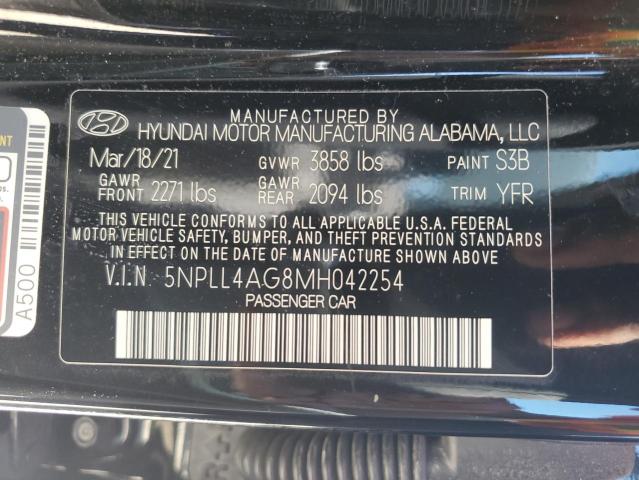 MANUFACTURED BY
HYUNDAI MOTOR MANUFACTURING ALABAMA, LLC
Mar/18/21 GVWR 3858 lbs PAINT S3B
GAWR FRONT 2271 lbs GAWR REAR 2094 lbs TRIM YFR
THIS VEHICLE CONFORMS TO ALL APPLICABLE U.S.A. FEDERAL
MOTOR VEHICLE SAFETY, BUMPER, AND THEFT PREVENTION STANDARDS
IN EFFECT ON THE DATE OF MANUFACTURE SHOWN ABOVE.
V.I.N 5NPLL4AG8MH042254
PASSENGER CAR
A500